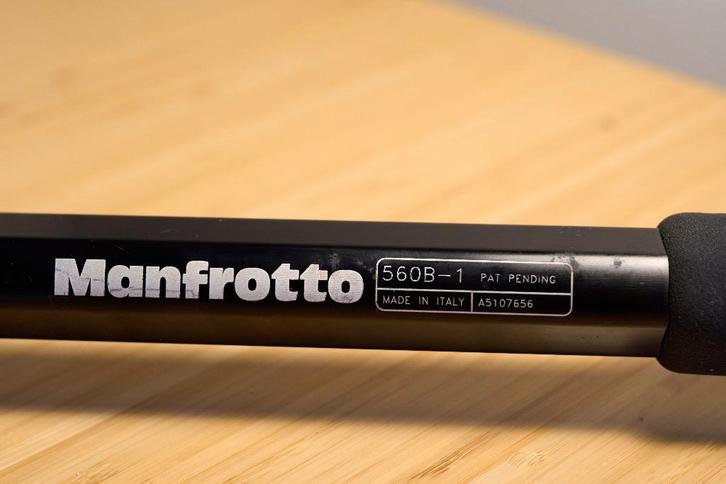 Manfrotto
560B-1 PAT PENDING
MADE IN ITALY A5107656